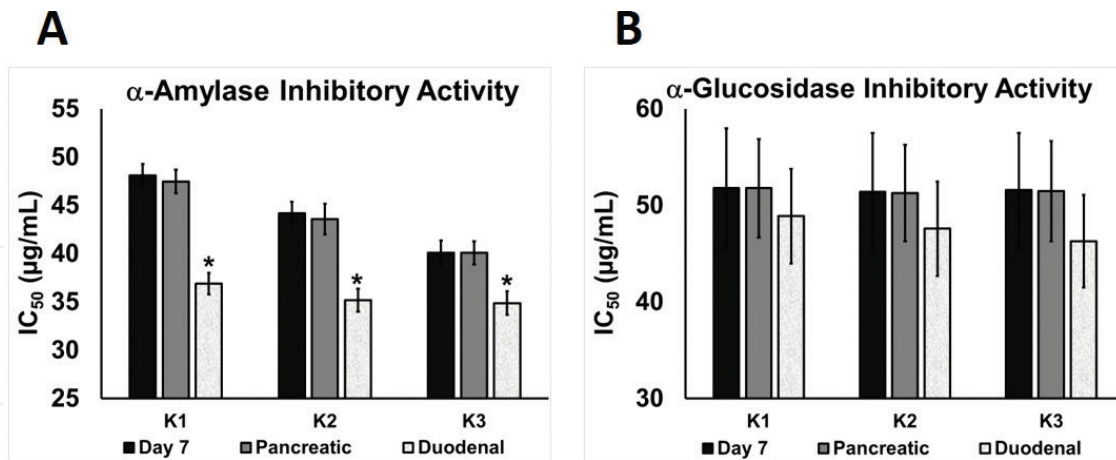 A
α-Amylase Inhibitory Activity
55
50
45
40
35
30
25
IC50 (µg/mL)
*
*
*
K1 K2 K3
Day 7 Pancreatic Duodenal
B
α-Glucosidase Inhibitory Activity
60
50
40
30
IC50 (µg/mL)
K1 K2 K3
Day 7 Pancreatic Duodenal